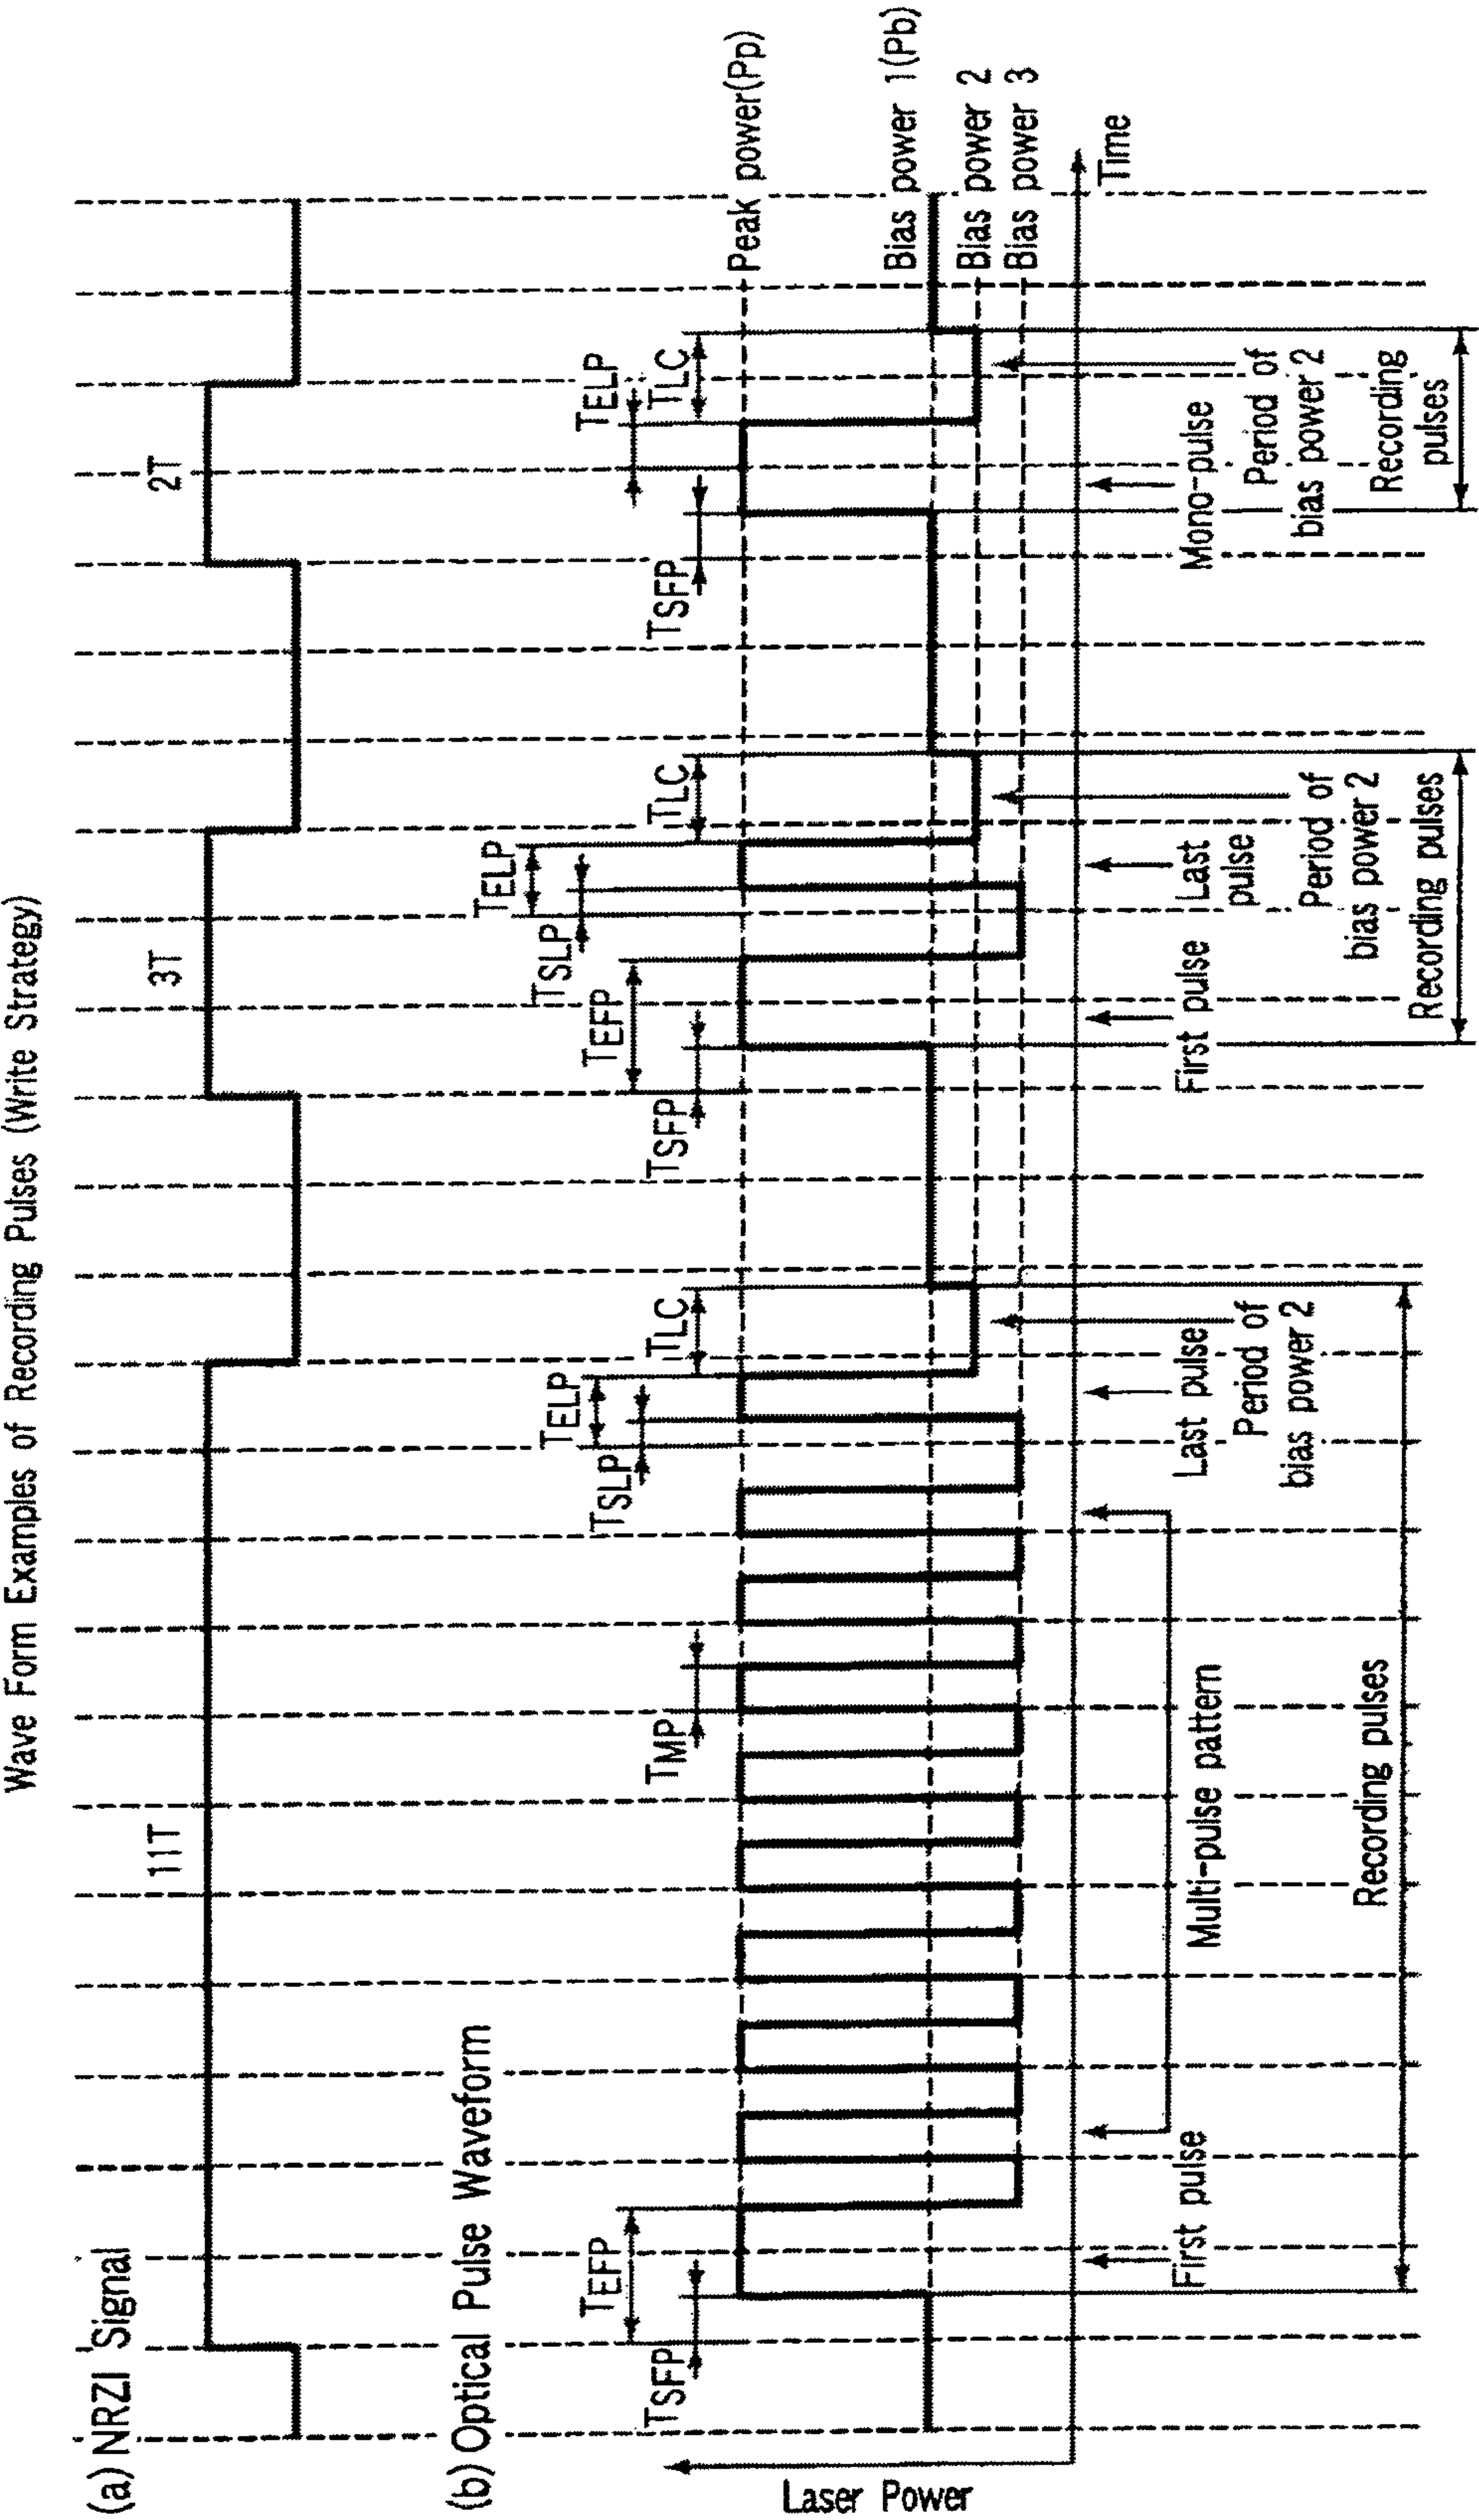 Wave Form Examples of Recording Pulses (Write Strategy)
(a) NRZI Signal
11T
3T
2T
(b) Optical Pulse Waveform
TSFP
TEFP
TMP
TSLP
TELP
TLC
TSFP
TEFP
TSLP
TELP
TLC
TSFP
TELP
TLC
Peak power(Pp)
Bias power 1(Pb)
Bias power 2
Bias power 3
Laser Power
Time
First pulse
Multi-pulse pattern
Last pulse
Period of
bias power 2
Recording pulses
First pulse
Last
pulse
Period of
bias power 2
Recording pulses
Mono-pulse
Period of
bias power 2
Recording
pulses